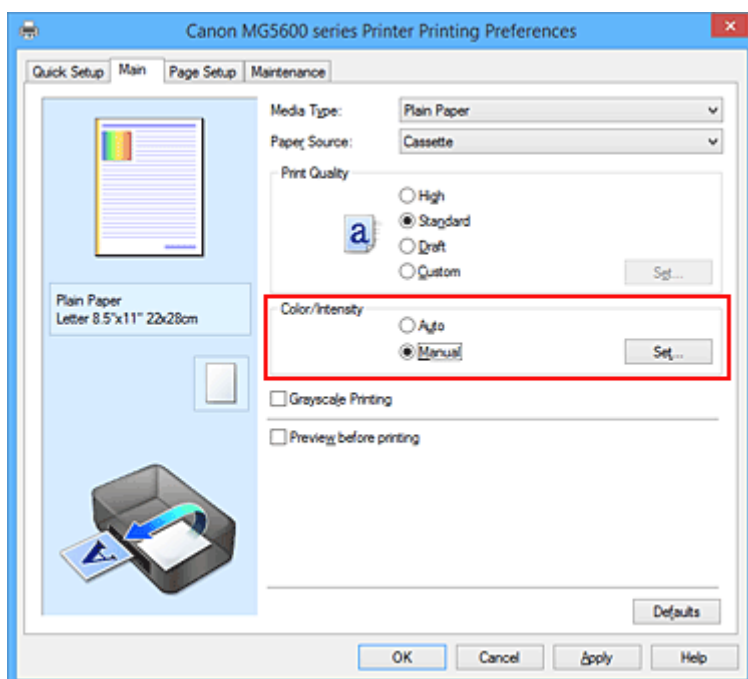 Canon MG5600 series Printer Printing Preferences
Quick Setup Main Page Setup Maintenance
Media Type: Plain Paper
Paper Source: Cassette
Print Quality
High
Standard
Draft
Custom Set...
Plain Paper
Letter 8.5"x11" 22x28cm
Color/Intensity
Auto
Manual Set...
Grayscale Printing
Preview before printing
Defaults
OK Cancel Apply Help